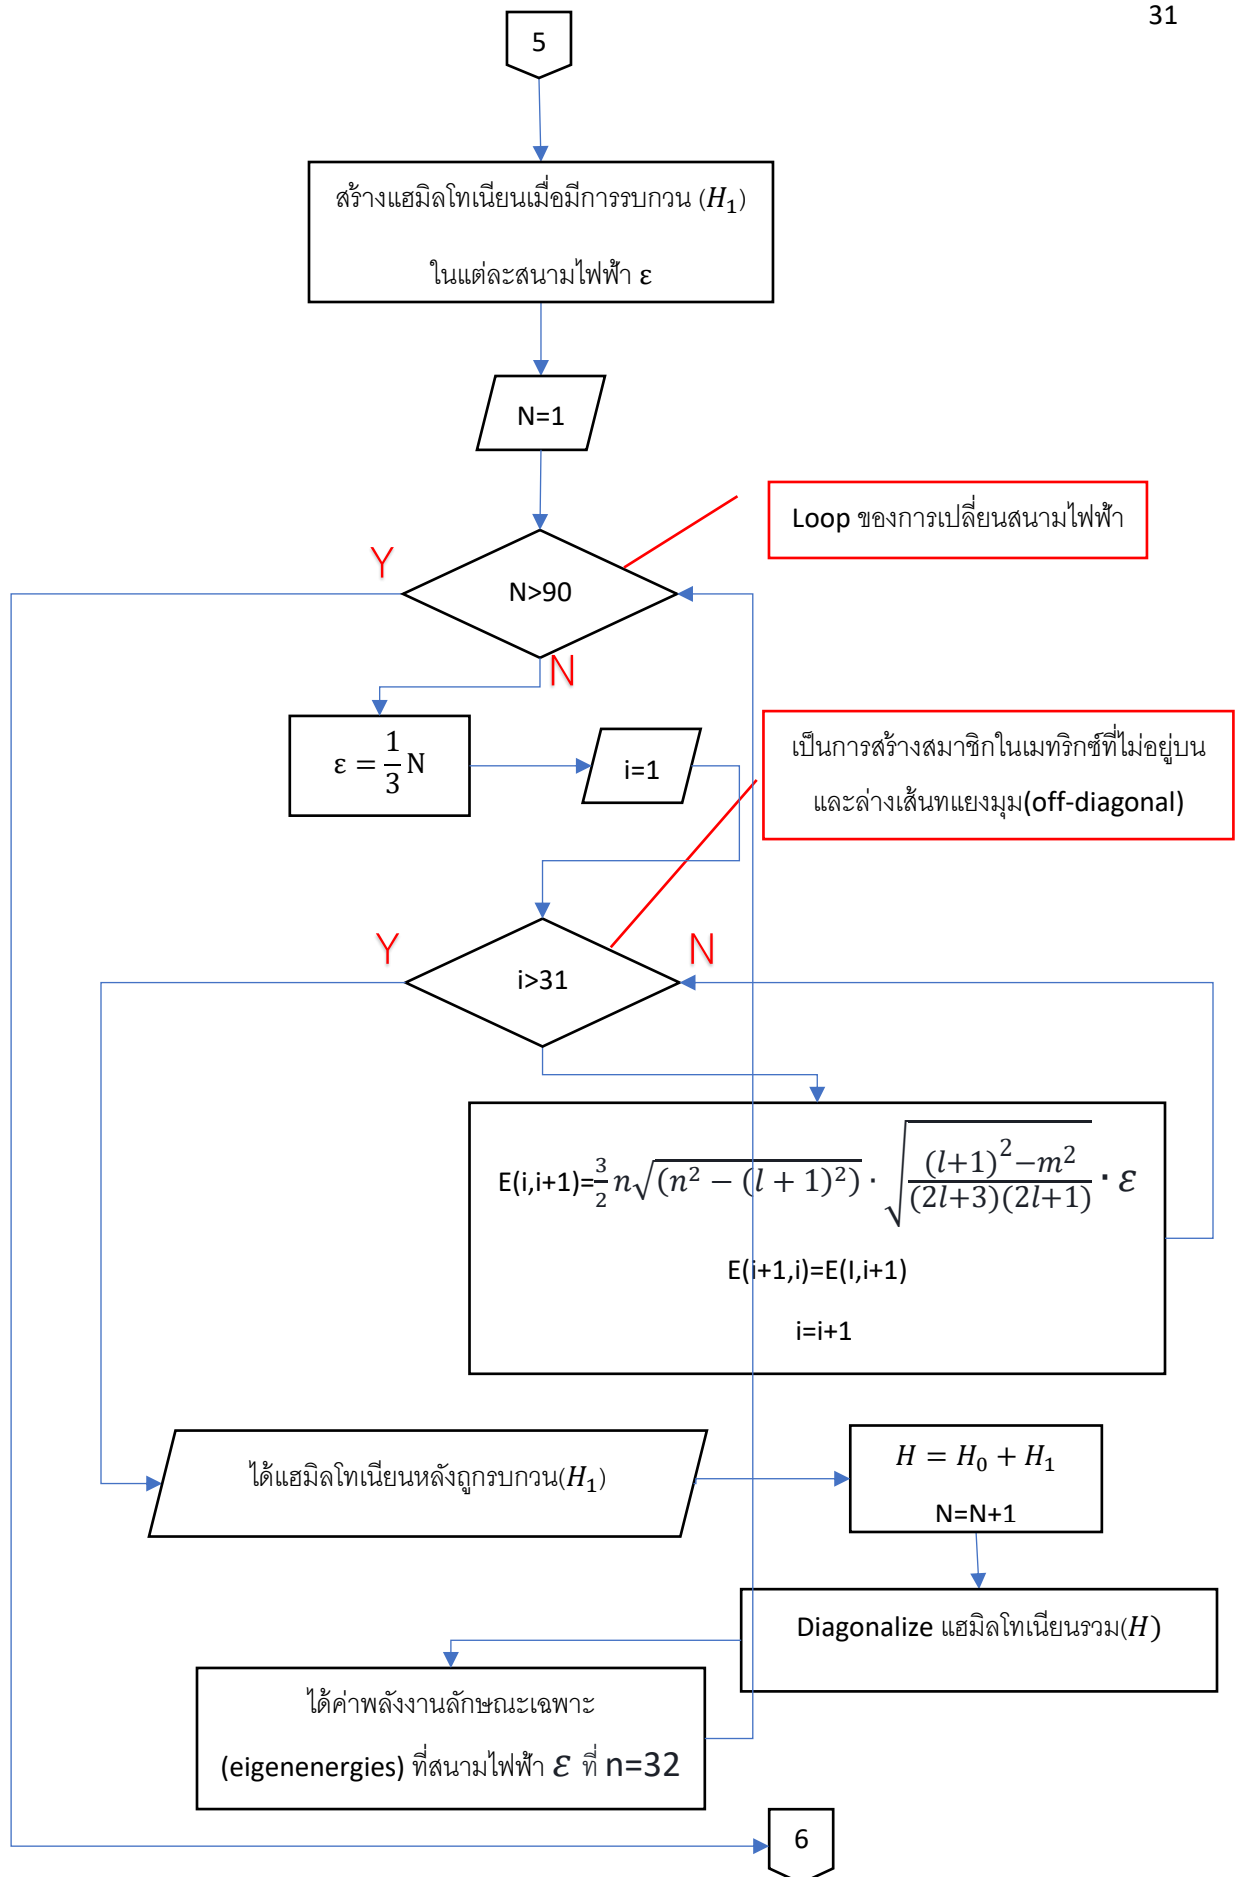 31
5
สร้างแฮมิลโทเนียนเมื่อมีการรบกวน (𝐻₁)
ในแต่ละสนามไฟฟ้า ε
N=1
Loop ของการเปลี่ยนสนามไฟฟ้า
Y
N>90
N
ε = 1/3 N
i=1
เป็นการสร้างสมาชิกในเมทริกซ์ที่ไม่อยู่บน
และล่างเส้นทแยงมุม(off-diagonal)
Y
N
i>31
E(i,i+1)=3/2 n√((n² − (l + 1)²)) · √(((l+1)²−m²)/((2l+3)(2l+1))) · ε
E(i+1,i)=E(I,i+1)
i=i+1
ได้แฮมิลโทเนียนหลังถูกรบกวน(𝐻₁)
H = H₀ + H₁
N=N+1
Diagonalize แฮมิลโทเนียนรวม(H)
ได้ค่าพลังงานลักษณะเฉพาะ
(eigenenergies) ที่สนามไฟฟ้า ε ที่ n=32
6